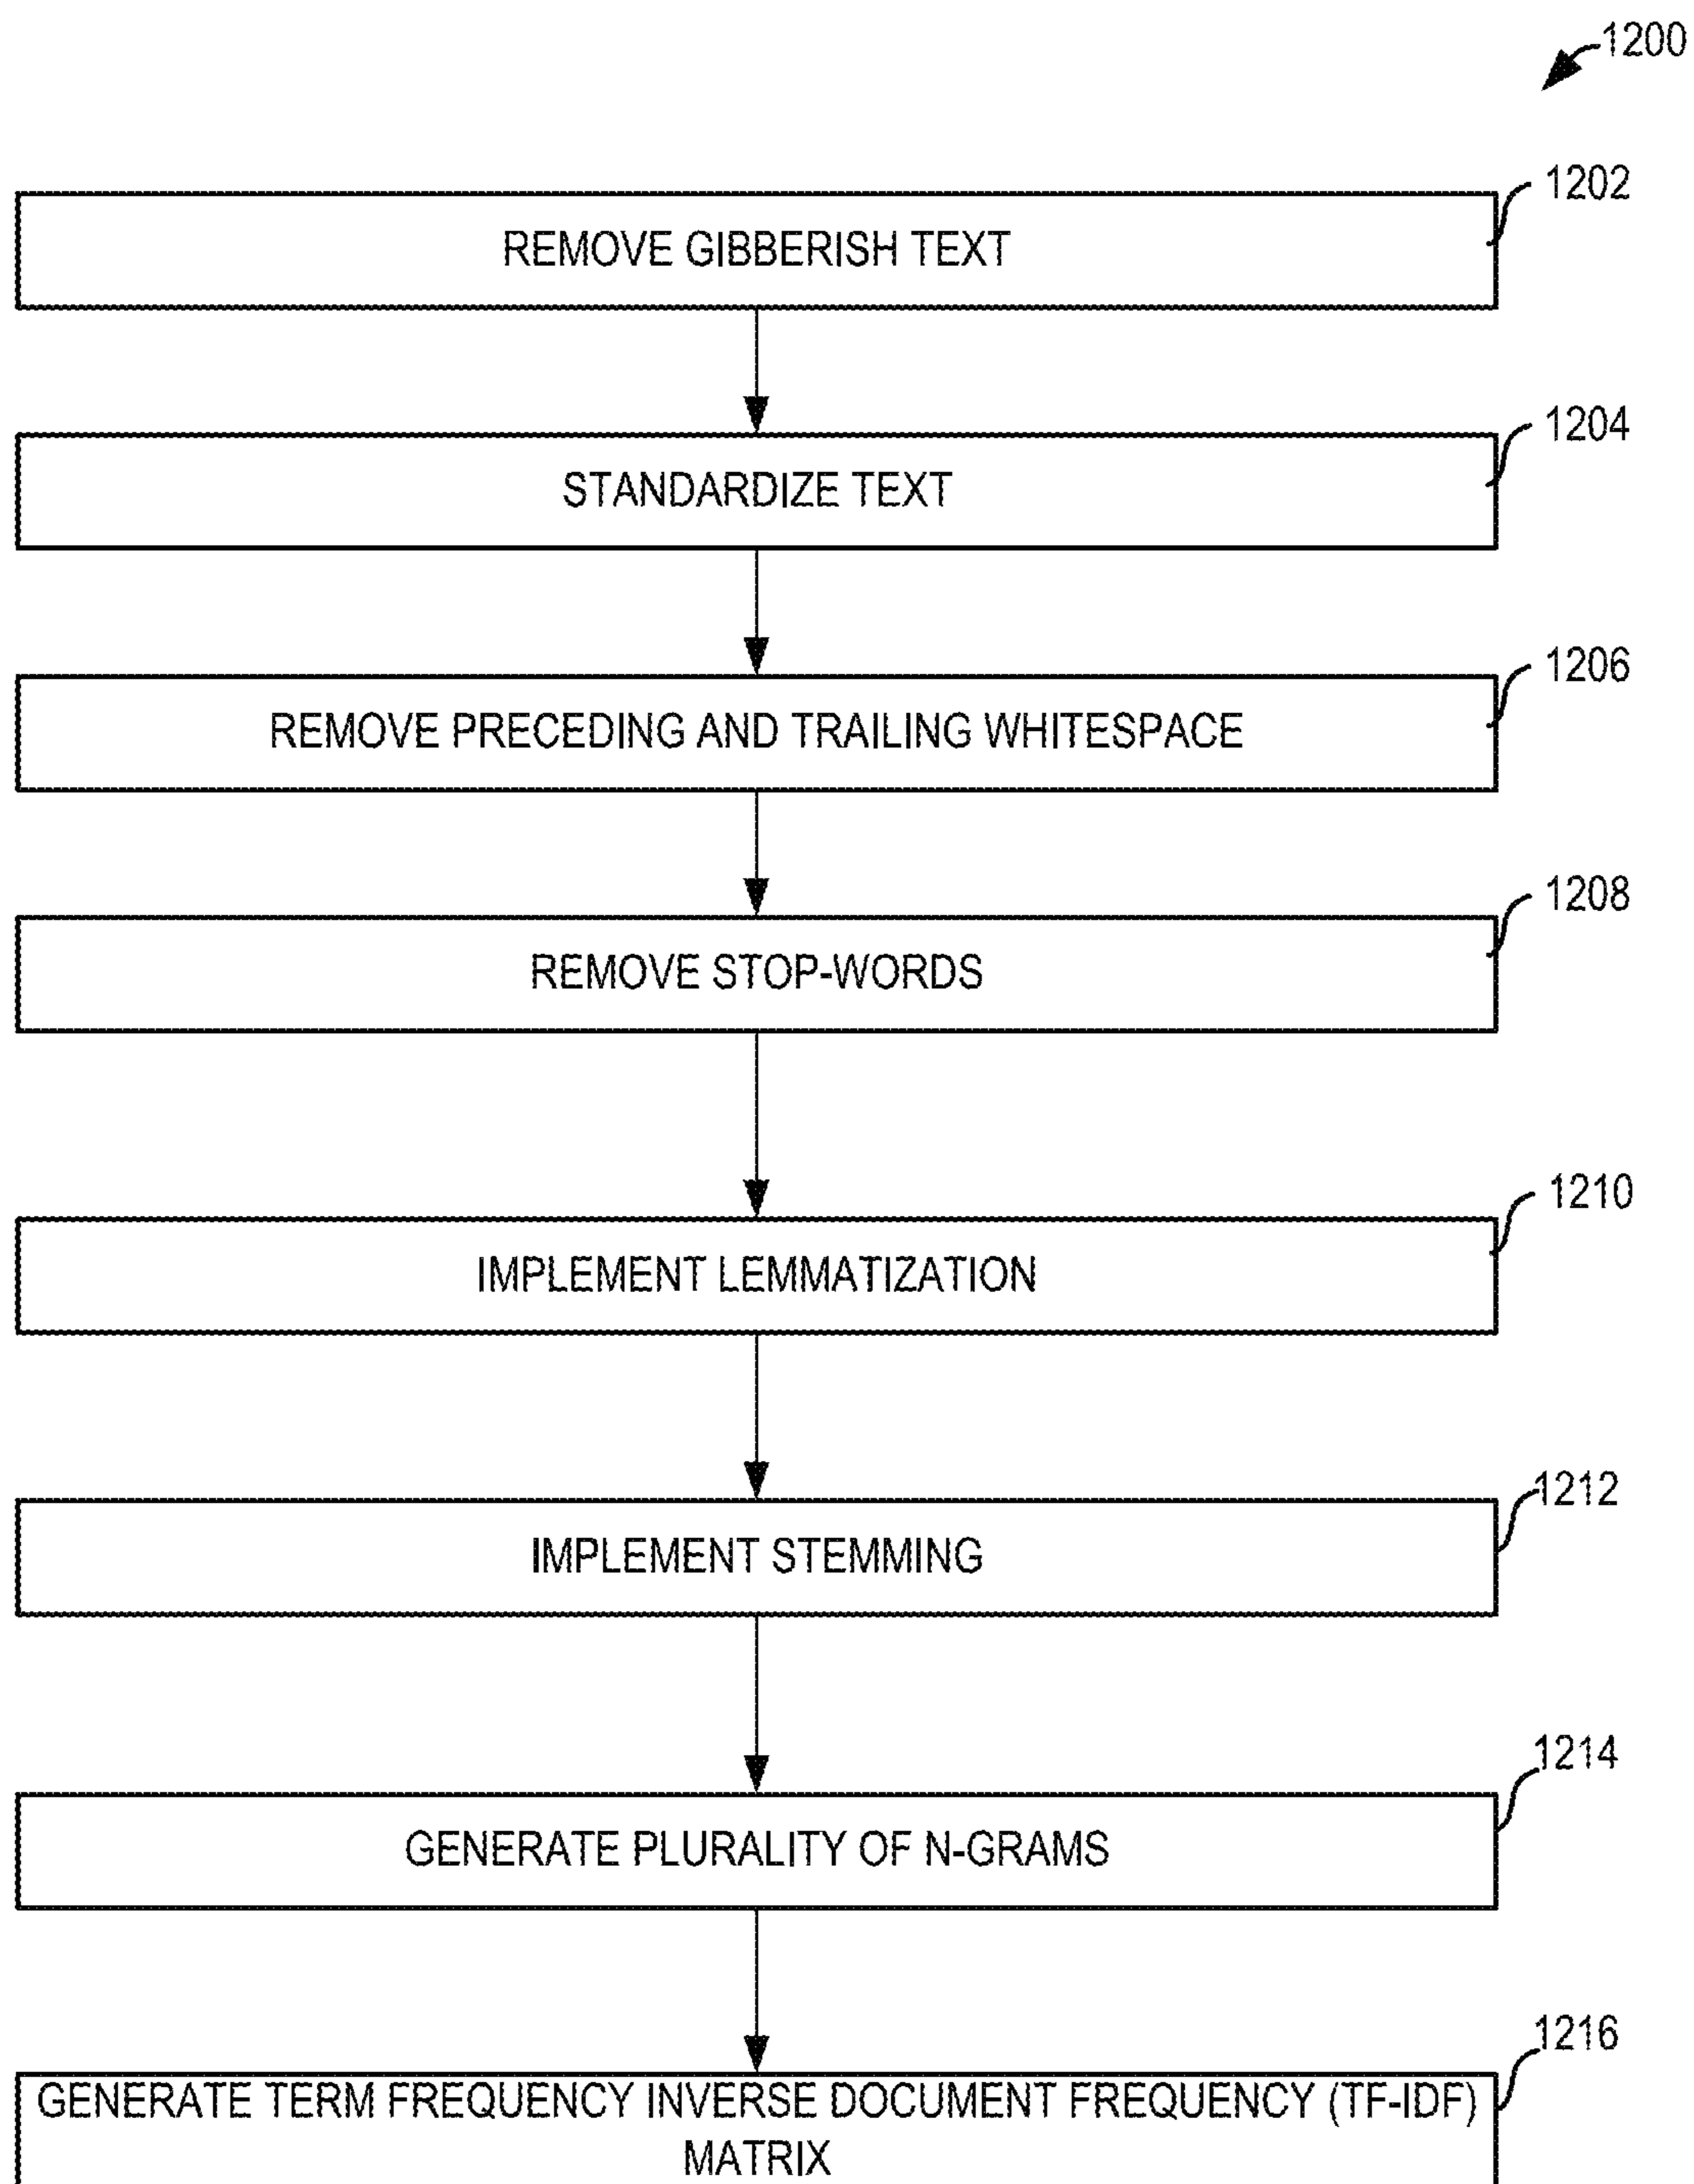 1200
1202
REMOVE GIBBERISH TEXT
1204
STANDARDIZE TEXT
1206
REMOVE PRECEDING AND TRAILING WHITESPACE
1208
REMOVE STOP-WORDS
1210
IMPLEMENT LEMMATIZATION
1212
IMPLEMENT STEMMING
1214
GENERATE PLURALITY OF N-GRAMS
1216
GENERATE TERM FREQUENCY INVERSE DOCUMENT FREQUENCY (TF-IDF)
MATRIX